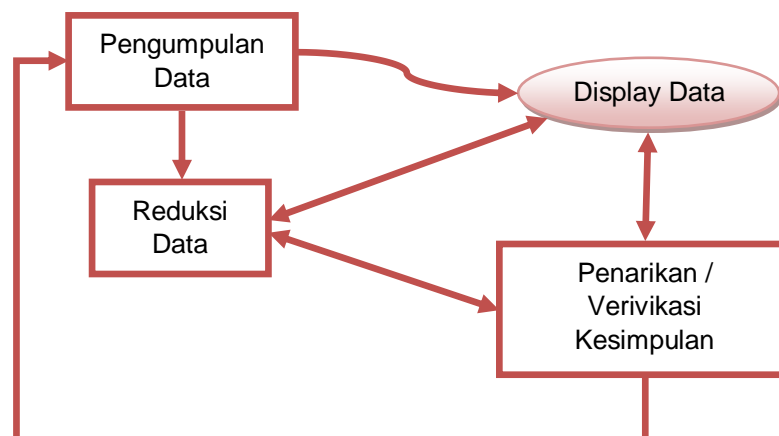 Pengumpulan
Data
Display Data
Reduksi
Data
Penarikan /
Verivikasi
Kesimpulan